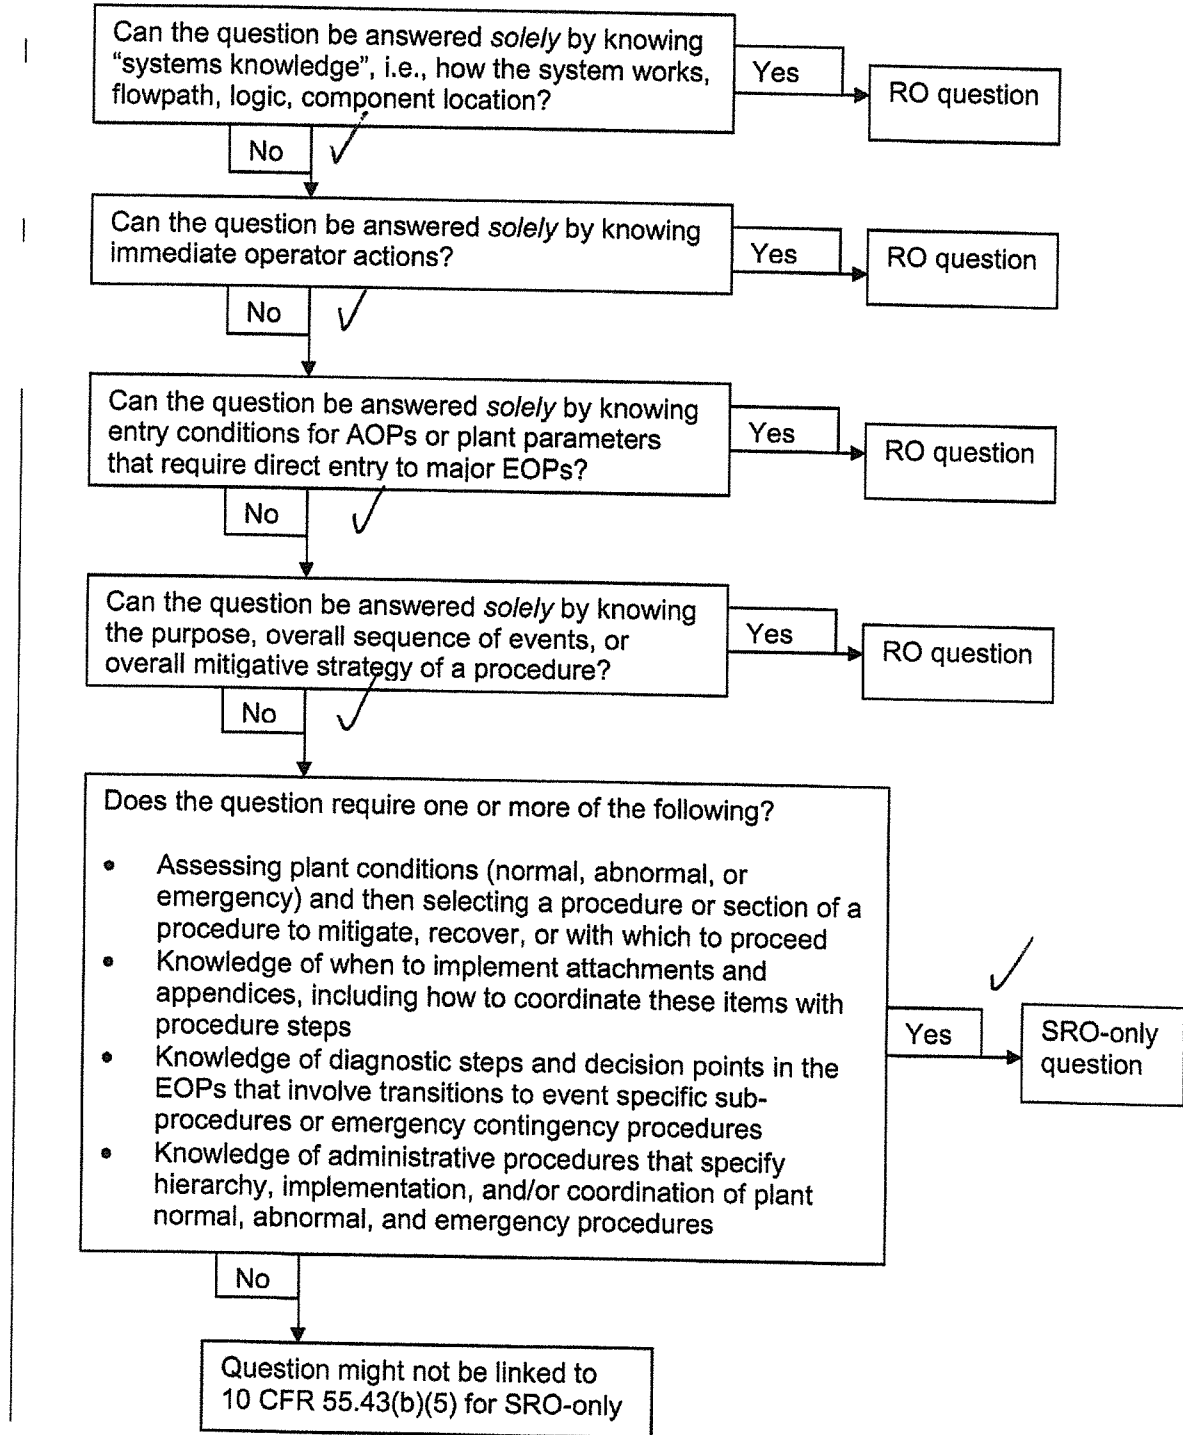 Can the question be answered solely by knowing
“systems knowledge”, i.e., how the system works,
flowpath, logic, component location?
Yes
RO question
No
Can the question be answered solely by knowing
immediate operator actions?
Yes
RO question
No
Can the question be answered solely by knowing
entry conditions for AOPs or plant parameters
that require direct entry to major EOPs?
Yes
RO question
No
Can the question be answered solely by knowing
the purpose, overall sequence of events, or
overall mitigative strategy of a procedure?
Yes
RO question
No
Does the question require one or more of the following?
• Assessing plant conditions (normal, abnormal, or
emergency) and then selecting a procedure or section of a
procedure to mitigate, recover, or with which to proceed
• Knowledge of when to implement attachments and
appendices, including how to coordinate these items with
procedure steps
• Knowledge of diagnostic steps and decision points in the
EOPs that involve transitions to event specific sub-
procedures or emergency contingency procedures
• Knowledge of administrative procedures that specify
hierarchy, implementation, and/or coordination of plant
normal, abnormal, and emergency procedures
Yes
SRO-only
question
No
Question might not be linked to
10 CFR 55.43(b)(5) for SRO-only